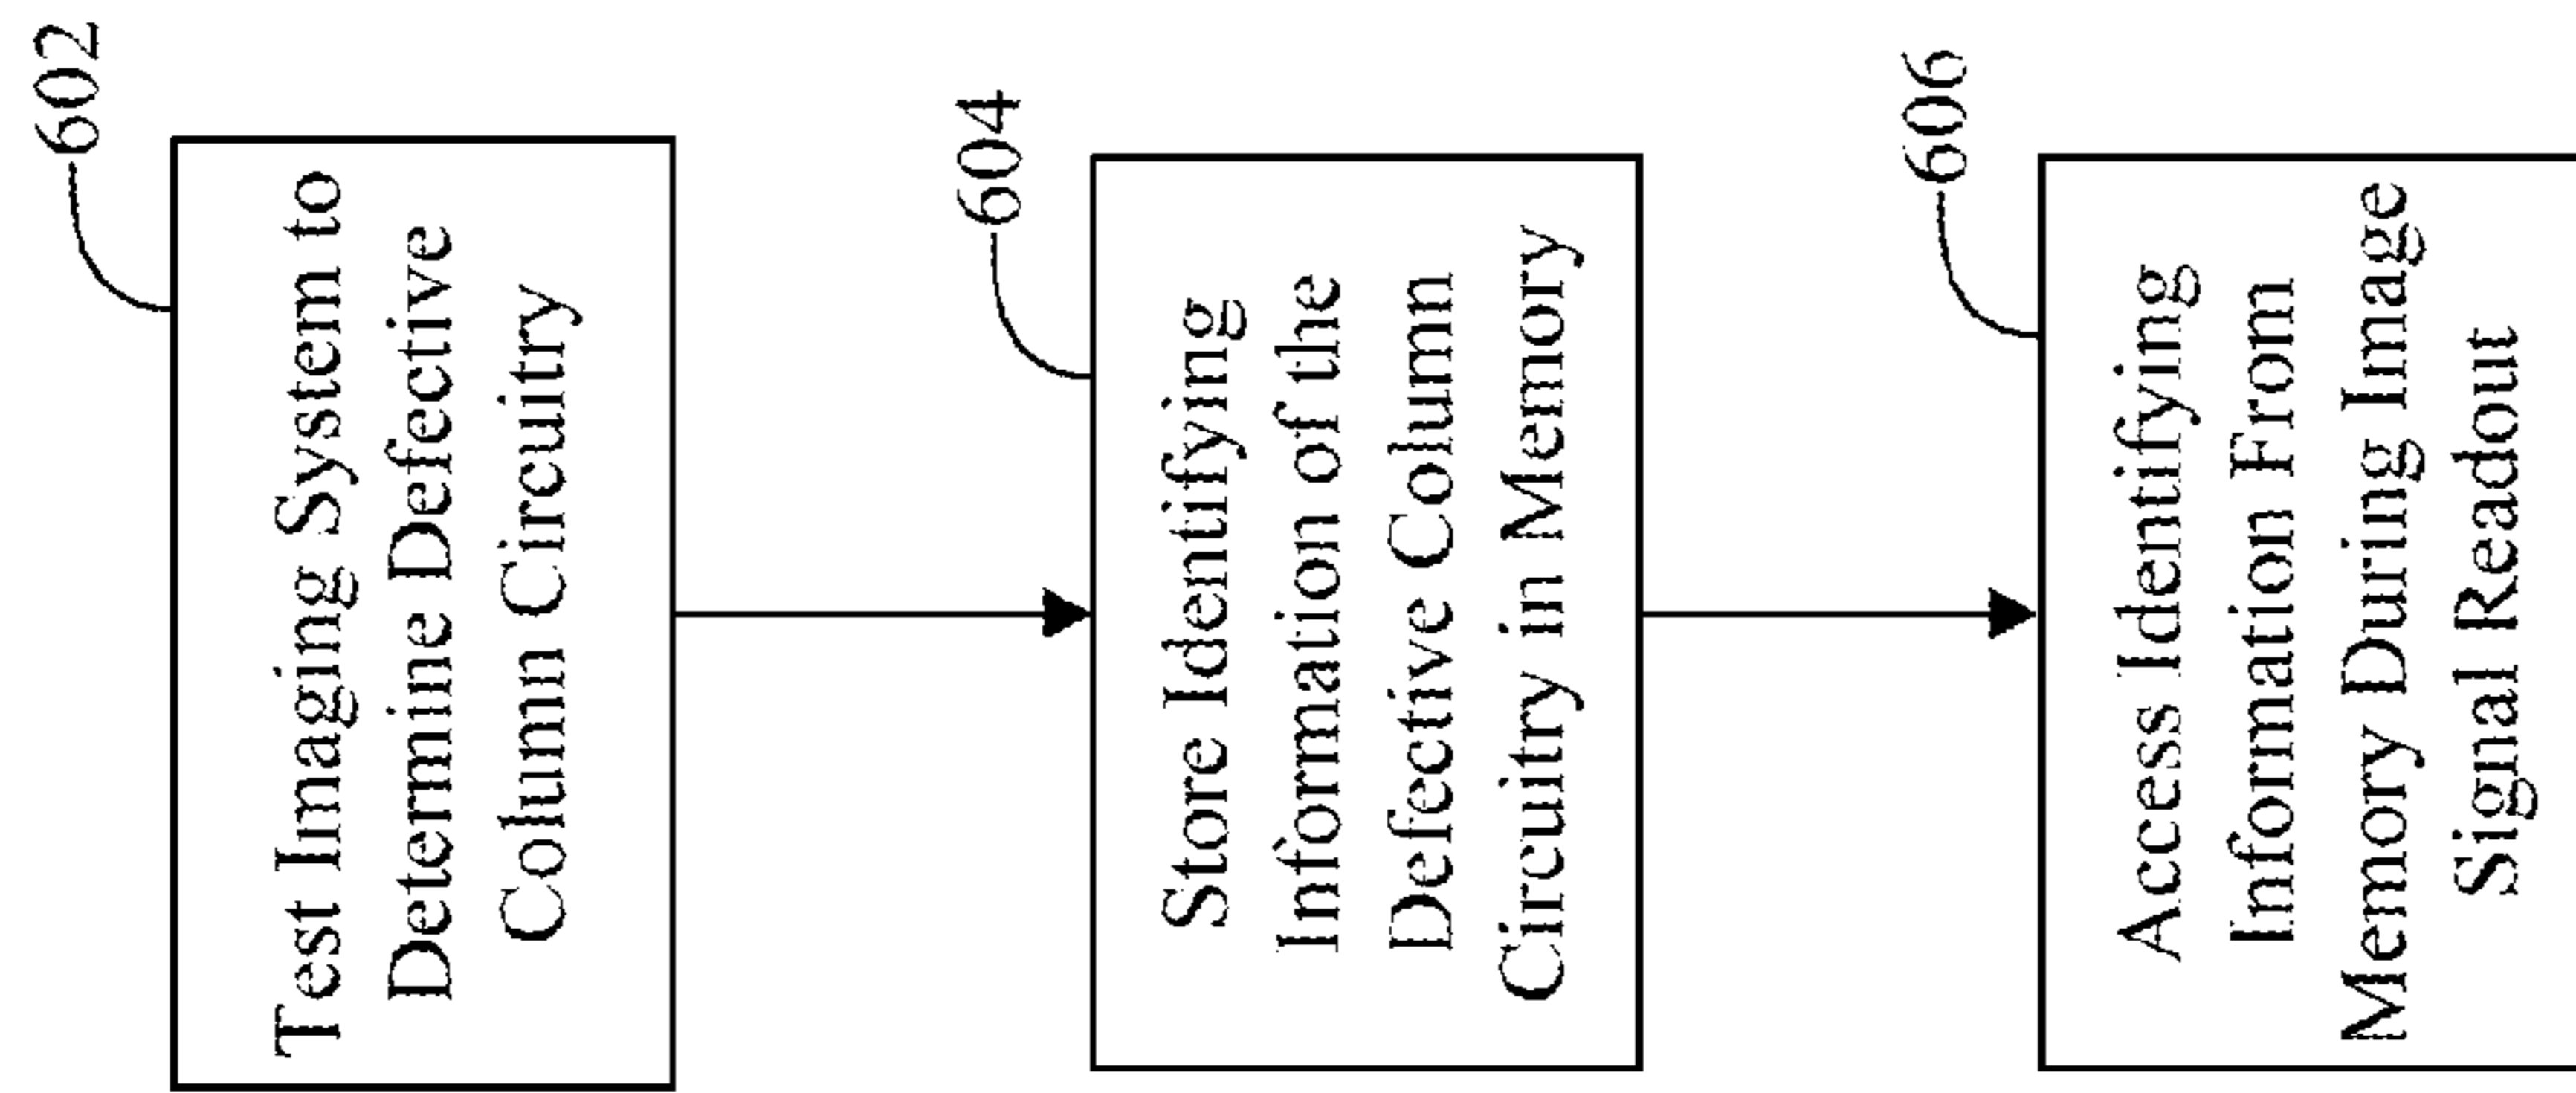 602
Test Imaging System to
Determine Defective
Column Circuitry
604
Store Identifying
Information of the
Defective Column
Circuitry in Memory
606
Access Identifying
Information From
Memory During Image
Signal Readout